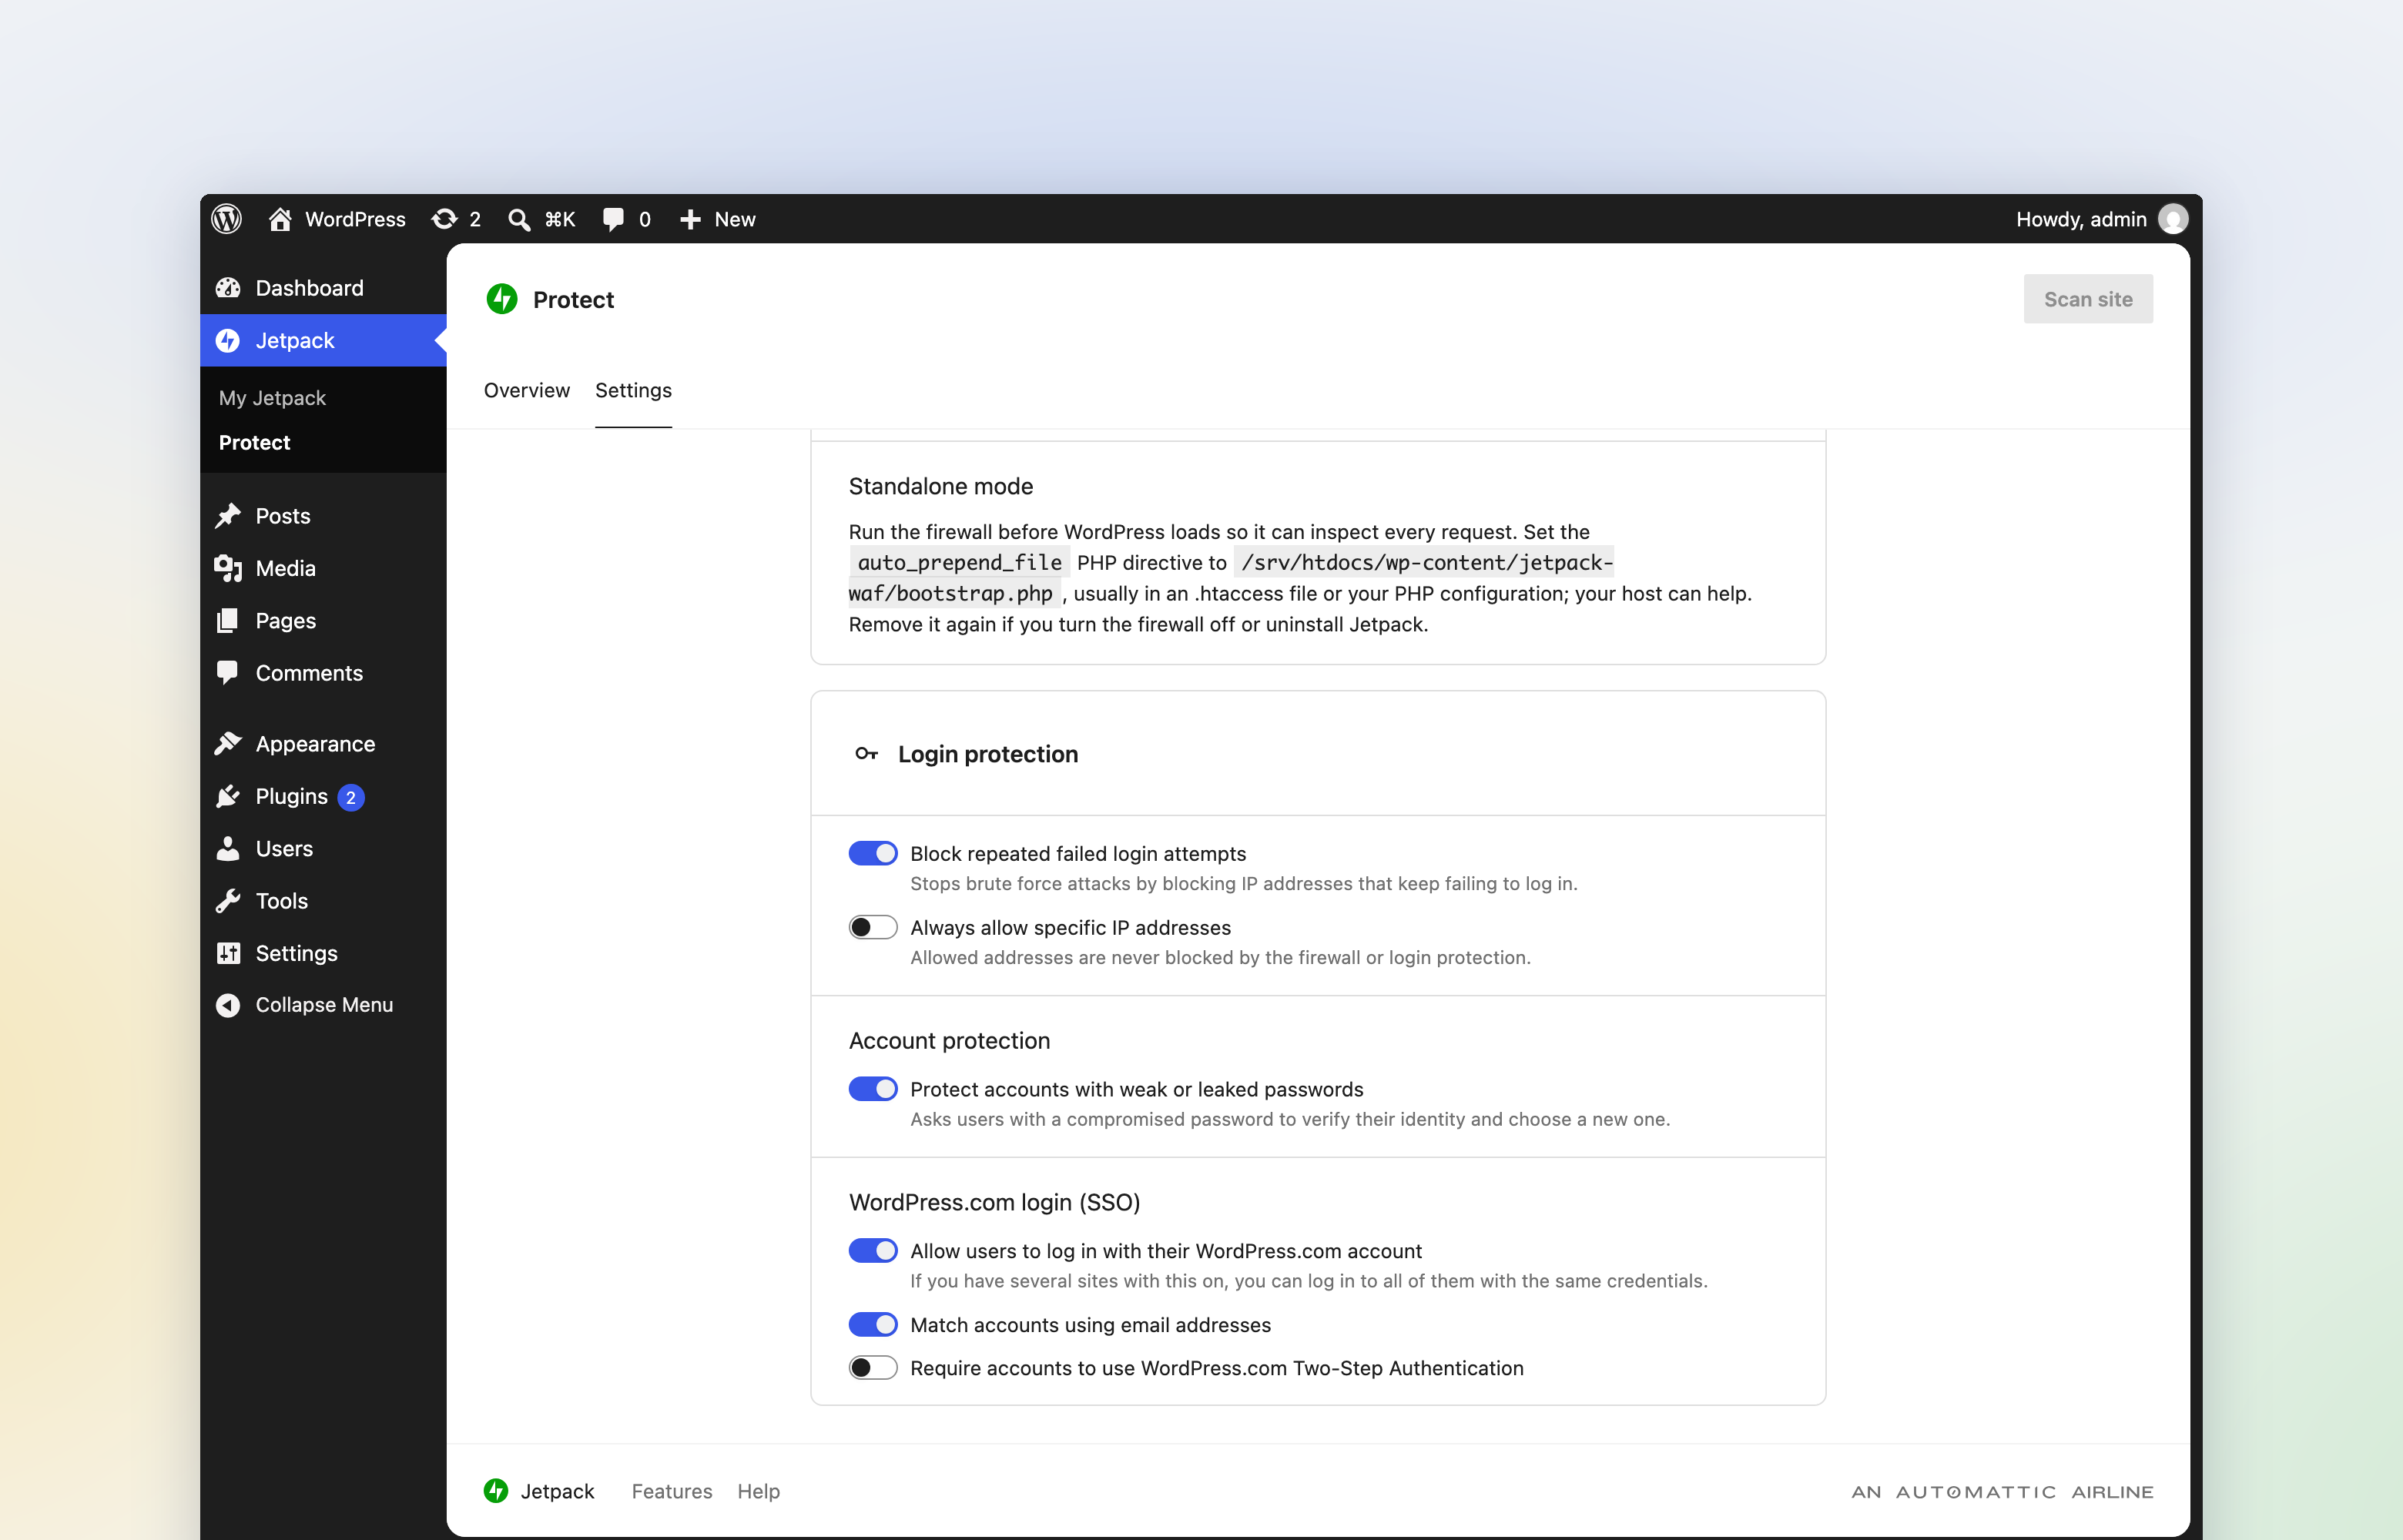 WordPress 2 ⌘K 0 New Howdy, admin
Dashboard
Jetpack
My Jetpack
Protect
Posts
Media
Pages
Comments
Appearance
Plugins 2
Users
Tools
Settings
Collapse Menu
Protect
Scan site
Overview Settings
Standalone mode
Run the firewall before WordPress loads so it can inspect every request. Set the
auto_prepend_file PHP directive to /srv/htdocs/wp-content/jetpack-
waf/bootstrap.php , usually in an .htaccess file or your PHP configuration; your host can help.
Remove it again if you turn the firewall off or uninstall Jetpack.
Login protection
Block repeated failed login attempts
Stops brute force attacks by blocking IP addresses that keep failing to log in.
Always allow specific IP addresses
Allowed addresses are never blocked by the firewall or login protection.
Account protection
Protect accounts with weak or leaked passwords
Asks users with a compromised password to verify their identity and choose a new one.
WordPress.com login (SSO)
Allow users to log in with their WordPress.com account
If you have several sites with this on, you can log in to all of them with the same credentials.
Match accounts using email addresses
Require accounts to use WordPress.com Two-Step Authentication
Jetpack Features Help
AN AUTOMATTIC AIRLINE